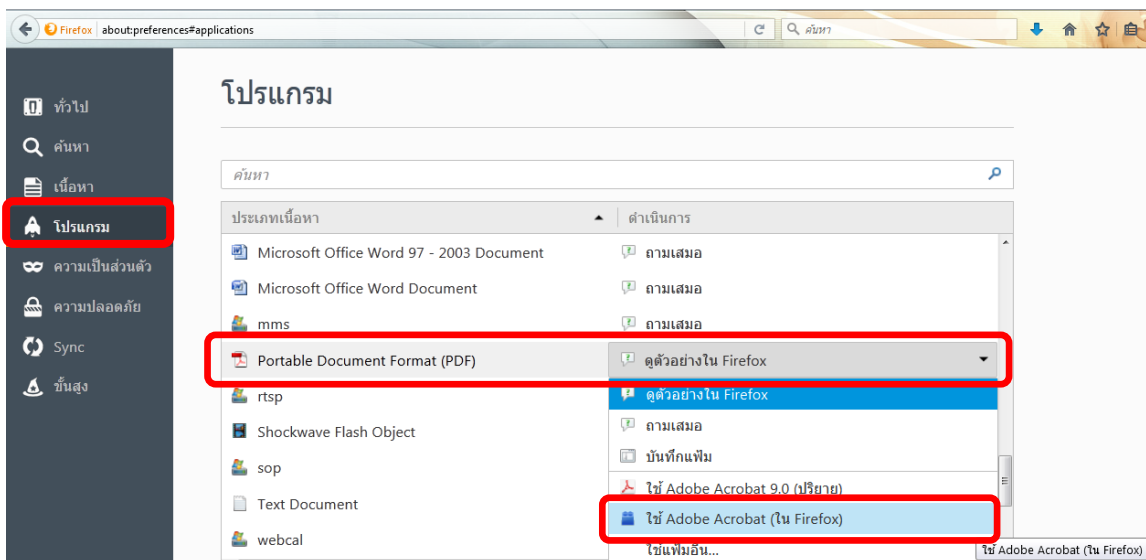 Firefox about:preferences#applications
ค้นหา
ทั่วไป
ค้นหา
เนื้อหา
โปรแกรม
ความเป็นส่วนตัว
ความปลอดภัย
Sync
ขั้นสูง
โปรแกรม
ค้นหา
ประเภทเนื้อหา ดำเนินการ
Microsoft Office Word 97 - 2003 Document ถามเสมอ
Microsoft Office Word Document ถามเสมอ
mms ถามเสมอ
Portable Document Format (PDF) ดูตัวอย่างใน Firefox
rtsp ดูตัวอย่างใน Firefox
Shockwave Flash Object ถามเสมอ
sop บันทึกแฟ้ม
ใช้ Adobe Acrobat 9.0 (ปริยาย)
Text Document ใช้ Adobe Acrobat (ใน Firefox)
webcal ใช้แฟ้มอื่น...
ใช้ Adobe Acrobat (ใน Firefox)